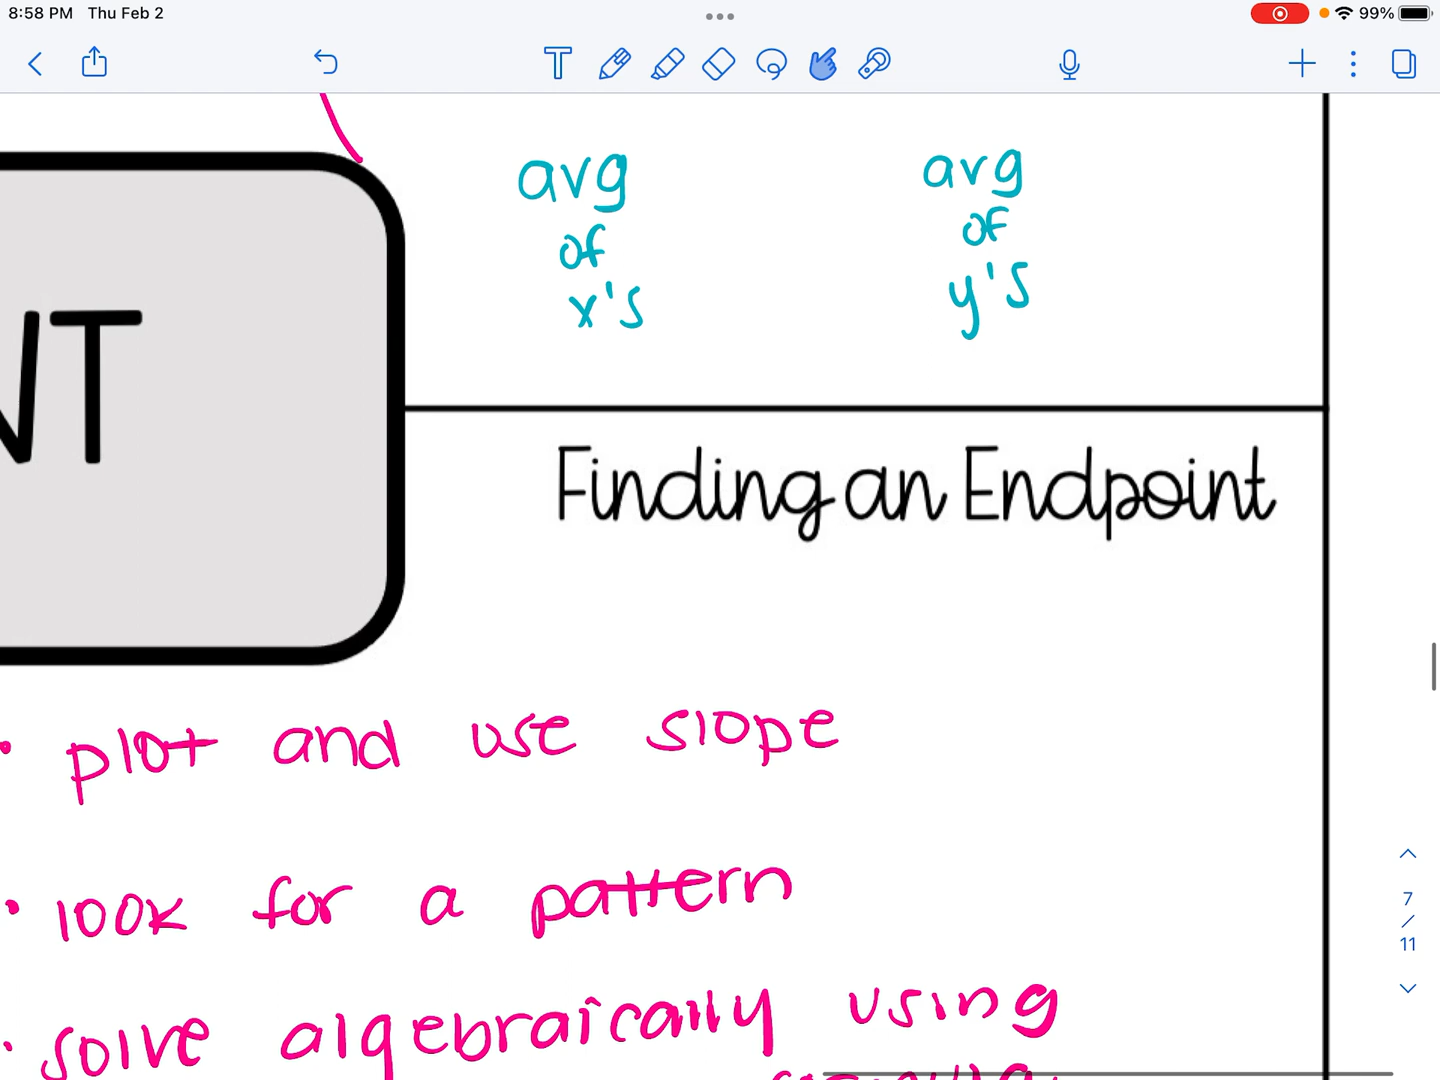 8:58 PM Thu Feb 2
99%
avg avg
of of
x's y's
NT
Finding an Endpoint
• plot and use slope
• look for a pattern
• solve algebraically using
7
/
11